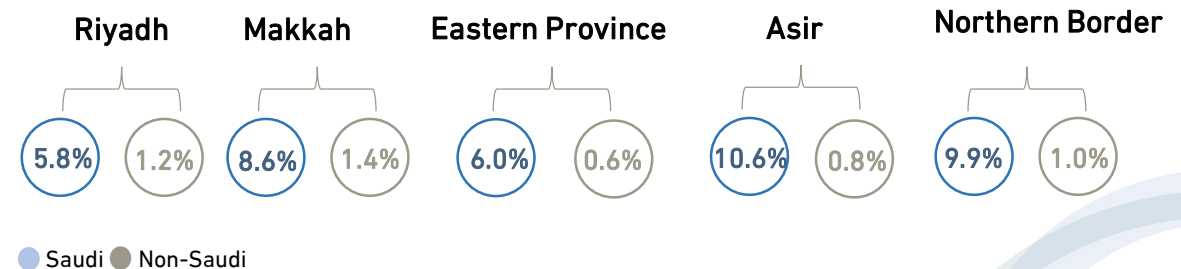 Riyadh Makkah Eastern Province Asir Northern Border
5.8% 1.2% 8.6% 1.4% 6.0% 0.6% 10.6% 0.8% 9.9% 1.0%
Saudi Non-Saudi